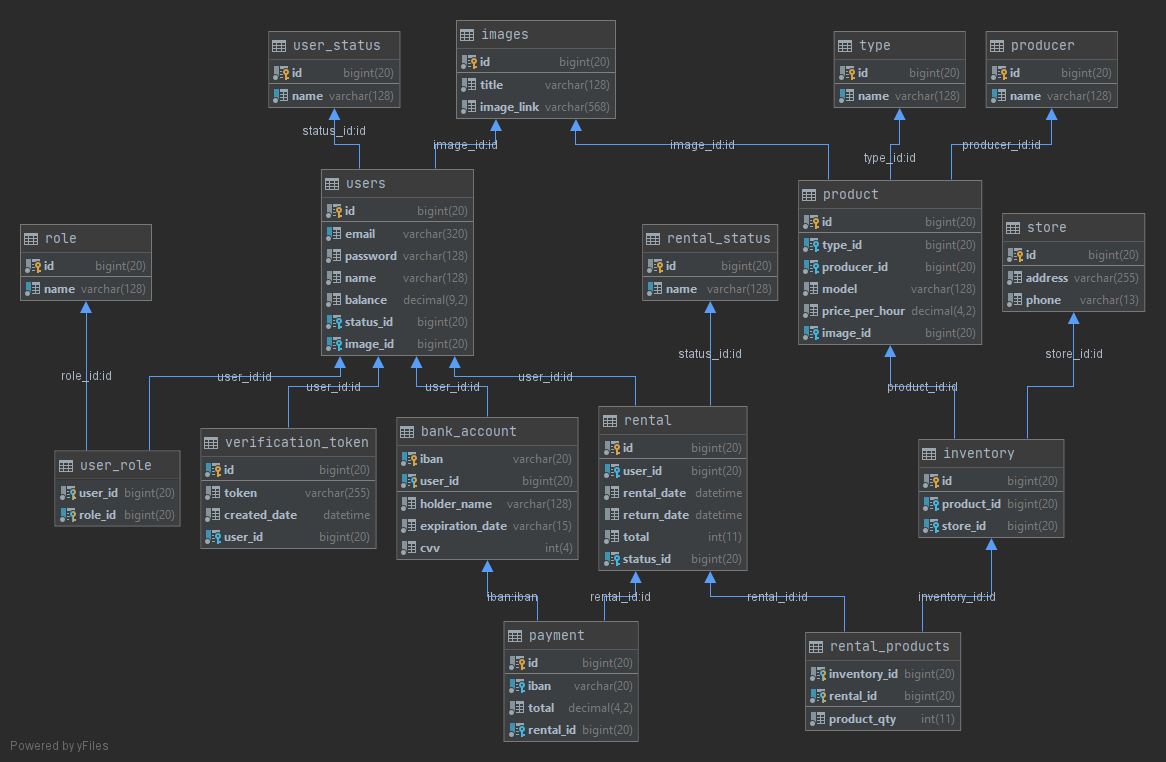 user_status
id bigint(20)
name varchar(128)
images
id bigint(20)
title varchar(128)
image_link varchar(568)
type
id bigint(20)
name varchar(128)
producer
id bigint(20)
name varchar(128)
status_id:id
image_id:id
image_id:id
type_id:id
producer_id:id
users
id bigint(20)
email varchar(320)
password varchar(128)
name varchar(128)
balance decimal(9,2)
status_id bigint(20)
image_id bigint(20)
product
id bigint(20)
type_id bigint(20)
producer_id bigint(20)
model varchar(128)
price_per_hour decimal(4,2)
image_id bigint(20)
store
id bigint(20)
address varchar(255)
phone varchar(13)
role
id bigint(20)
name varchar(128)
rental_status
id bigint(20)
name varchar(128)
role_id:id
user_id:id
user_id:id
user_id:id
user_id:id
status_id:id
product_id:id
store_id:id
user_role
user_id bigint(20)
role_id bigint(20)
verification_token
id bigint(20)
token varchar(255)
created_date datetime
user_id bigint(20)
bank_account
iban varchar(20)
user_id bigint(20)
holder_name varchar(128)
expiration_date varchar(15)
cvv int(4)
rental
id bigint(20)
user_id bigint(20)
rental_date datetime
return_date datetime
total int(11)
status_id bigint(20)
inventory
id bigint(20)
product_id bigint(20)
store_id bigint(20)
iban:iban
rental_id:id
rental_id:id
inventory_id:id
payment
id bigint(20)
iban varchar(20)
total decimal(4,2)
rental_id bigint(20)
rental_products
inventory_id bigint(20)
rental_id bigint(20)
product_qty int(11)
Powered by yFiles